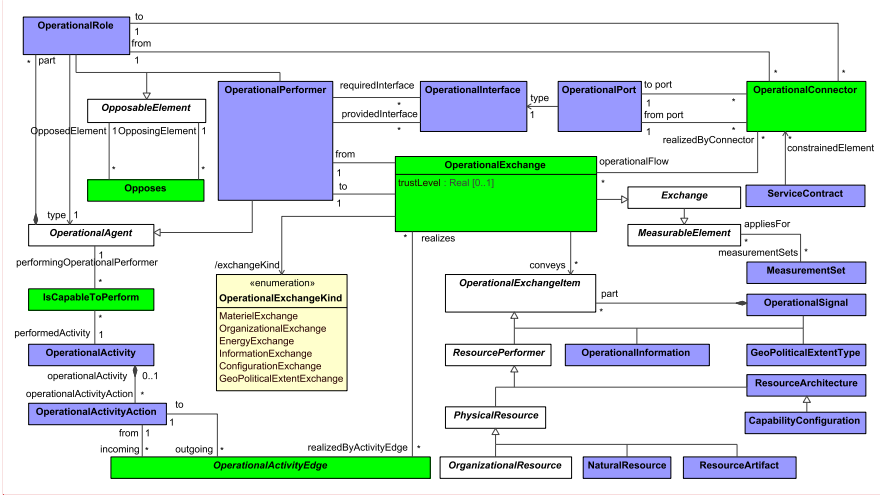 OperationalRole
to
1
from
1
part
*
*
*
OpposableElement
OpposedElement
OpposingElement
1
1
*
*
Opposes
OperationalPerformer
requiredInterface
*
providedInterface
*
OperationalInterface
type
1
OperationalPort
to port
1
*
from port
1
*
OperationalConnector
realizedByConnector
*
*
constrainedElement
ServiceContract
from
1
to
1
OperationalExchange
trustLevel : Real [0..1]
operationalFlow
*
Exchange
MeasurableElement
appliesFor
*
measurementSets
*
MeasurementSet
type
1
OperationalAgent
1
performingOperationalPerformer
*
IsCapableToPerform
*
performedActivity
1
OperationalActivity
operationalActivity
0..1
operationalActivityAction
*
OperationalActivityAction
to
1
from
1
incoming
*
outgoing
*
OperationalActivityEdge
realizedByActivityEdge
*
*
realizes
/exchangeKind
«enumeration»
OperationalExchangeKind
MaterielExchange
OrganizationalExchange
EnergyExchange
InformationExchange
ConfigurationExchange
GeoPoliticalExtentExchange
conveys
*
OperationalExchangeItem
part
*
OperationalSignal
ResourcePerformer
OperationalInformation
GeoPoliticalExtentType
ResourceArchitecture
PhysicalResource
CapabilityConfiguration
OrganizationalResource
NaturalResource
ResourceArtifact